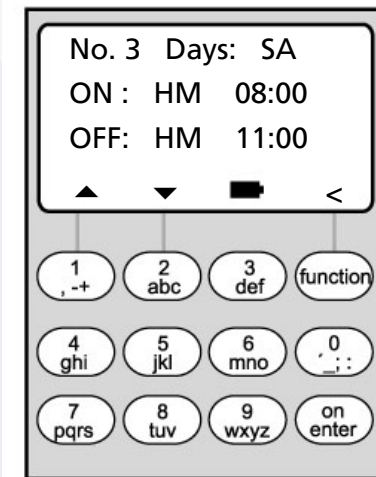 No. 3 Days: SA
ON : HM 08:00
OFF: HM 11:00
<
1 2 3 function
, -+ abc def
4 5 6 0
ghi jkl mno ´_; :
7 8 9 on
pqrs tuv wxyz enter